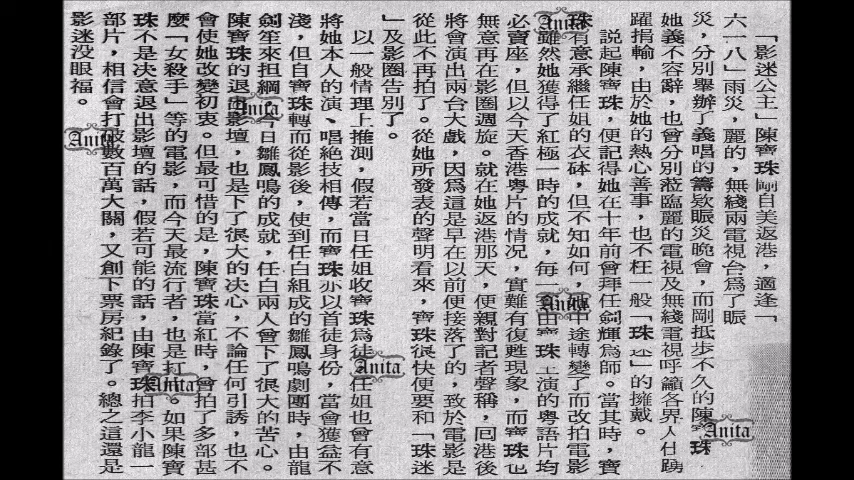 「影迷公主」陳寶珠剛自美返港,適逢「
六一八」雨災,麗的,無綫兩電視台爲了賑
災,分別舉辦了義唱的籌欵賑災晚會,而剛抵步不久的陳寶珠
她義不容辭,也曾分別蒞臨麗的電視及無綫電視呼籲各界人仕踴
躍捐輸,由於她的熱心善事,也不枉一般「珠迷」的擁戴。
說起陳寶珠,便記得她在十年前曾拜任劍輝爲師。當其時,寶
珠有意承繼任姐的衣砵,但不知如何,她中途轉變了而改拍電影
雖然她獲得了紅極一時的成就,每一由寶珠主演的粵語片均
必賣座,但以今天香港粵片的情况,實難有復甦現象,而寶珠也
無意再在影圈週旋。就在她返港那天,便親對記者聲稱,囘港後
將會演出兩台大戲,因爲這是早在以前便接落了的,致於電影是
從此不再拍了。從她所發表的聲明看來,寶珠很快便要和「珠迷
」及影圈告別了。
以一般情理上推測,假若當日任姐收寶珠爲徒任姐也曾有意
將她本人的演、唱絕技相傳,而寶珠亦以首徒身份,當會獲益不
淺,但自寶珠轉而從影後,使到任白組成的雛鳳鳴劇團時,由龍
劍笙來担綱,今日雛鳳鳴的成就,任白兩人曾下了很大的苦心。
陳寶珠的退出影壇,也是下了很大的决心,不論任何引誘,也不
會使她改變初衷。但最可惜的是,陳寶珠當紅時,曾拍了多部甚
麼「女殺手」等的電影,而今天最流行者,也是打。如果陳寶
珠不是决意退出影壇的話,假若可能的話,由陳寶珠拍李小龍一
部片,相信會打破數百萬大關,又創下票房紀錄了。總之這還是
影迷没眼福。
Anita
Anita
Anita
Anita
Anita
Anita
Anita